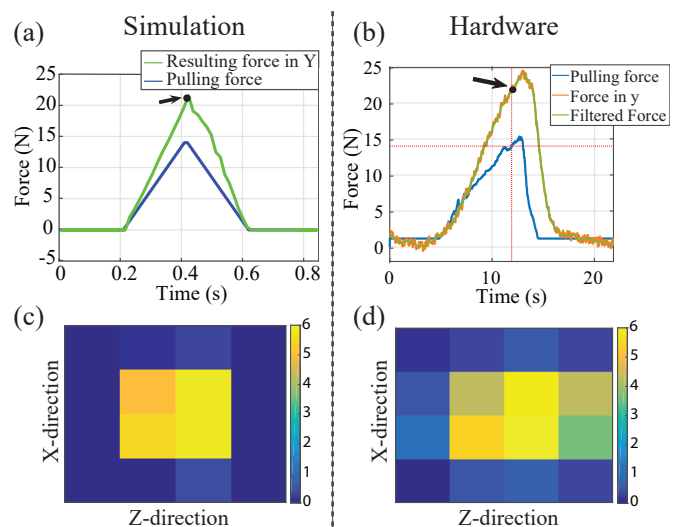 Simulation
Hardware
(a)
Resulting force in Y
Pulling force
25
20
15
10
5
0
-5
Force (N)
0
0.2
0.4
0.6
0.8
Time (s)
(b)
Pulling force
Force in y
Filtered Force
25
20
15
10
5
0
Force (N)
0
10
20
Time (s)
(c)
X-direction
Z-direction
6
5
4
3
2
1
0
(d)
X-direction
Z-direction
6
5
4
3
2
1
0